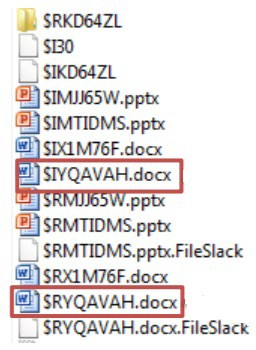 $RKD64ZL
$I30
$IKD64ZL
$IMJJ65W.pptx
$IMTIDMS.pptx
$IX1M76F.docx
$IYQAVAH.docx
$RMJJ65W.pptx
$RMTIDMS.pptx
$RMTIDMS.pptx.FileSlack
$RX1M76F.docx
$RYQAVAH.docx
$RYQAVAH.docx.FileSlack